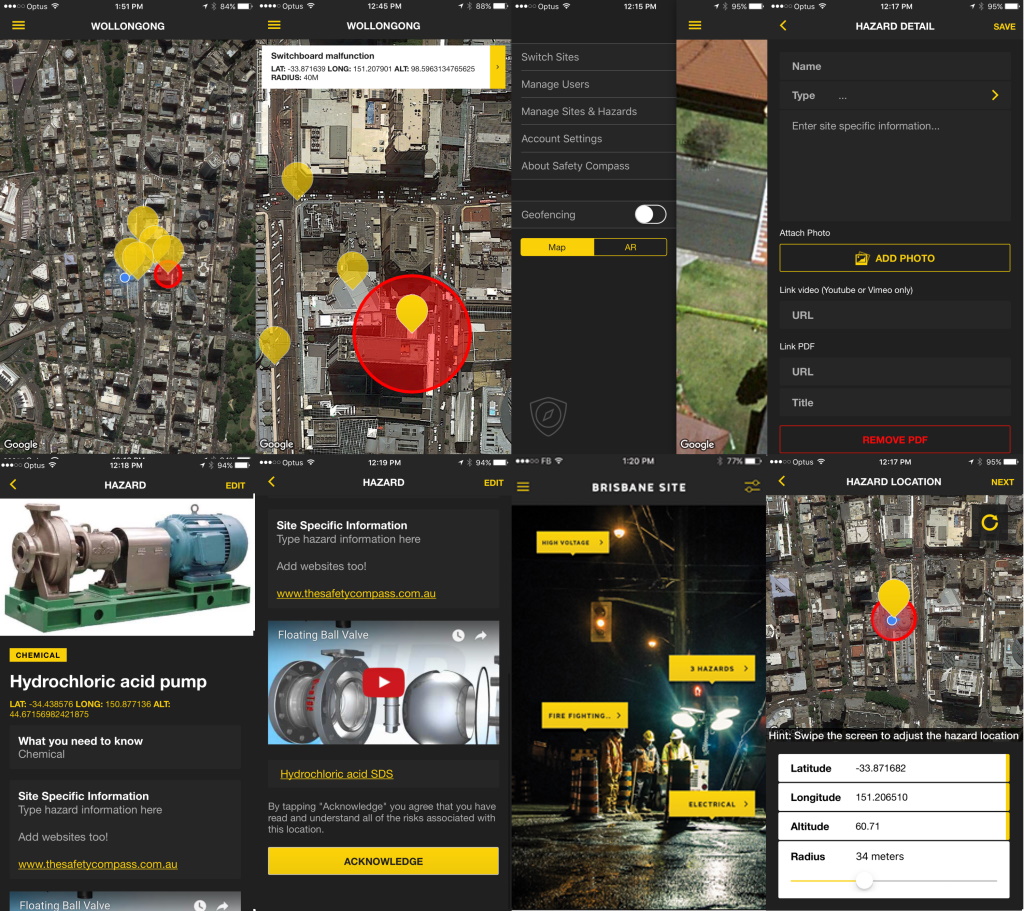 ●●●○○ Optus 1:51 PM 84%
WOLLONGONG
Google
●●●●○ Optus 12:45 PM 88%
WOLLONGONG
Switchboard malfunction
LAT: -33.871639 LONG: 151.207901 ALT: 98.5963134765625
RADIUS: 40M
Google
●●●○○ Optus 12:15 PM 95%
Switch Sites
Manage Users
Manage Sites & Hazards
Account Settings
About Safety Compass
Geofencing
Map AR
Google
●●●○○ Optus 12:17 PM 95%
HAZARD DETAIL SAVE
Name
Type ...
Enter site specific information...
Attach Photo
ADD PHOTO
Link video (Youtube or Vimeo only)
URL
Link PDF
URL
Title
REMOVE PDF
●●●○○ Optus 12:18 PM 94%
HAZARD EDIT
CHEMICAL
Hydrochloric acid pump
LAT: -34.438576 LONG: 150.877136 ALT:
44.67156982421875
What you need to know
Chemical
Site Specific Information
Type hazard information here
Add websites too!
www.thesafetycompass.com.au
Floating Ball Valve
●●●○○ Optus 12:19 PM 94%
HAZARD EDIT
Site Specific Information
Type hazard information here
Add websites too!
www.thesafetycompass.com.au
Floating Ball Valve
Hydrochloric acid SDS
By tapping "Acknowledge" you agree that you have
read and understand all of the risks associated with
this location.
ACKNOWLEDGE
●●●○○ FB 1:20 PM 77%
BRISBANE SITE
HIGH VOLTAGE
3 HAZARDS
FIRE FIGHTING...
ELECTRICAL
●●●○○ Optus 12:17 PM 95%
HAZARD LOCATION NEXT
Hint: Swipe the screen to adjust the hazard location
Latitude -33.871682
Longitude 151.206510
Altitude 60.71
Radius 34 meters